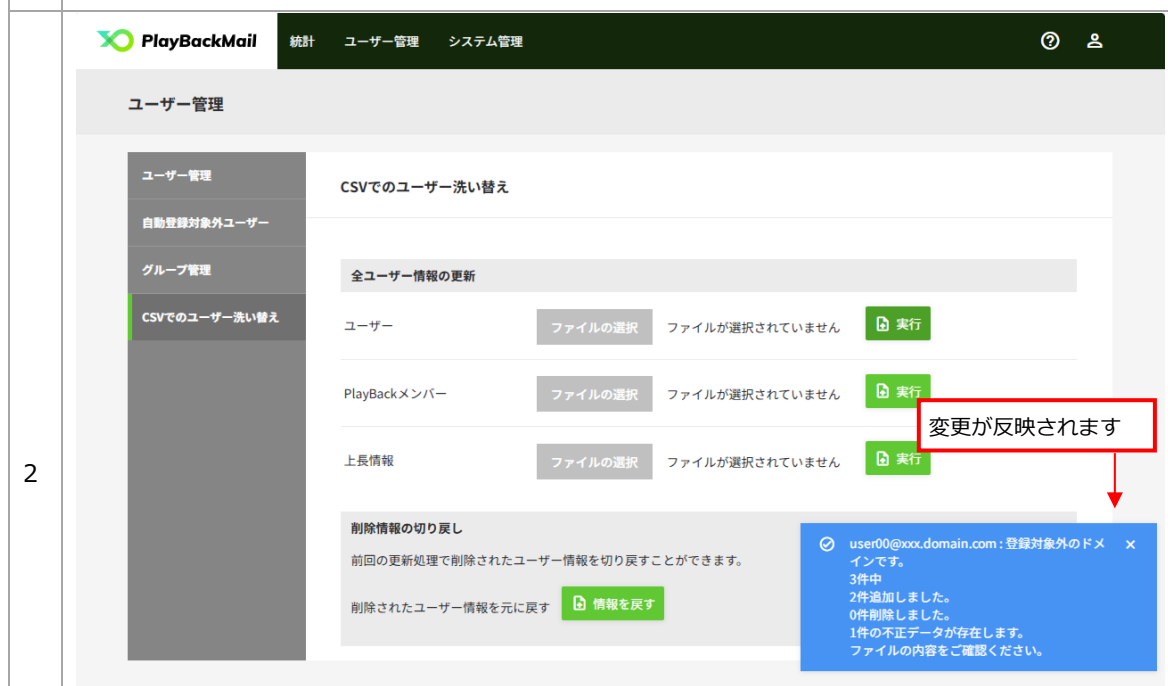 PlayBackMail 統計 ユーザー管理 システム管理
ユーザー管理
ユーザー管理
自動登録対象外ユーザー
グループ管理
CSVでのユーザー洗い替え
CSVでのユーザー洗い替え
全ユーザー情報の更新
ユーザー ファイルの選択 ファイルが選択されていません 実行
PlayBackメンバー ファイルの選択 ファイルが選択されていません 実行
変更が反映されます
上長情報 ファイルの選択 ファイルが選択されていません 実行
2
削除情報の切り戻し
前回の更新処理で削除されたユーザー情報を切り戻すことができます。
削除されたユーザー情報を元に戻す 情報を戻す
user00@xxx.domain.com : 登録対象外のドメ
インです。
3件中
2件追加しました。
0件削除しました。
1件の不正データが存在します。
ファイルの内容をご確認ください。